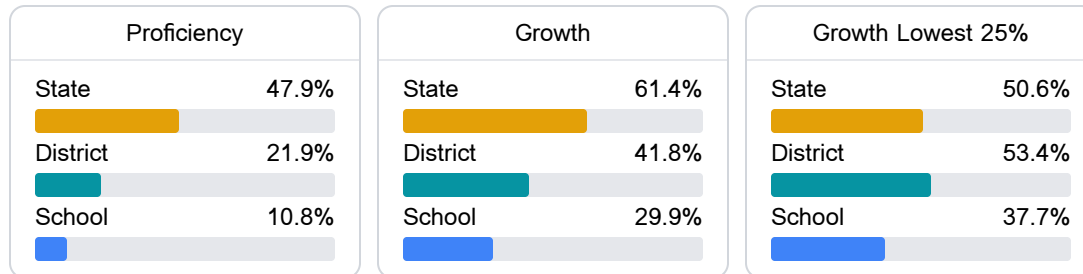 Proficiency
State 47.9%
District 21.9%
School 10.8%
Growth
State 61.4%
District 41.8%
School 29.9%
Growth Lowest 25%
State 50.6%
District 53.4%
School 37.7%